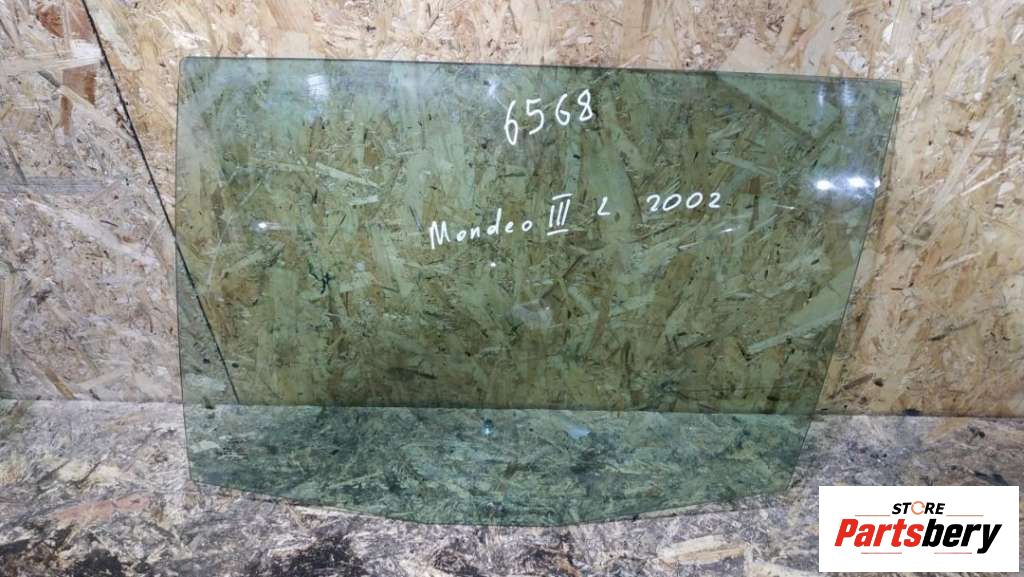 6568
Mondeo III L 2002
STORE
Partsbery